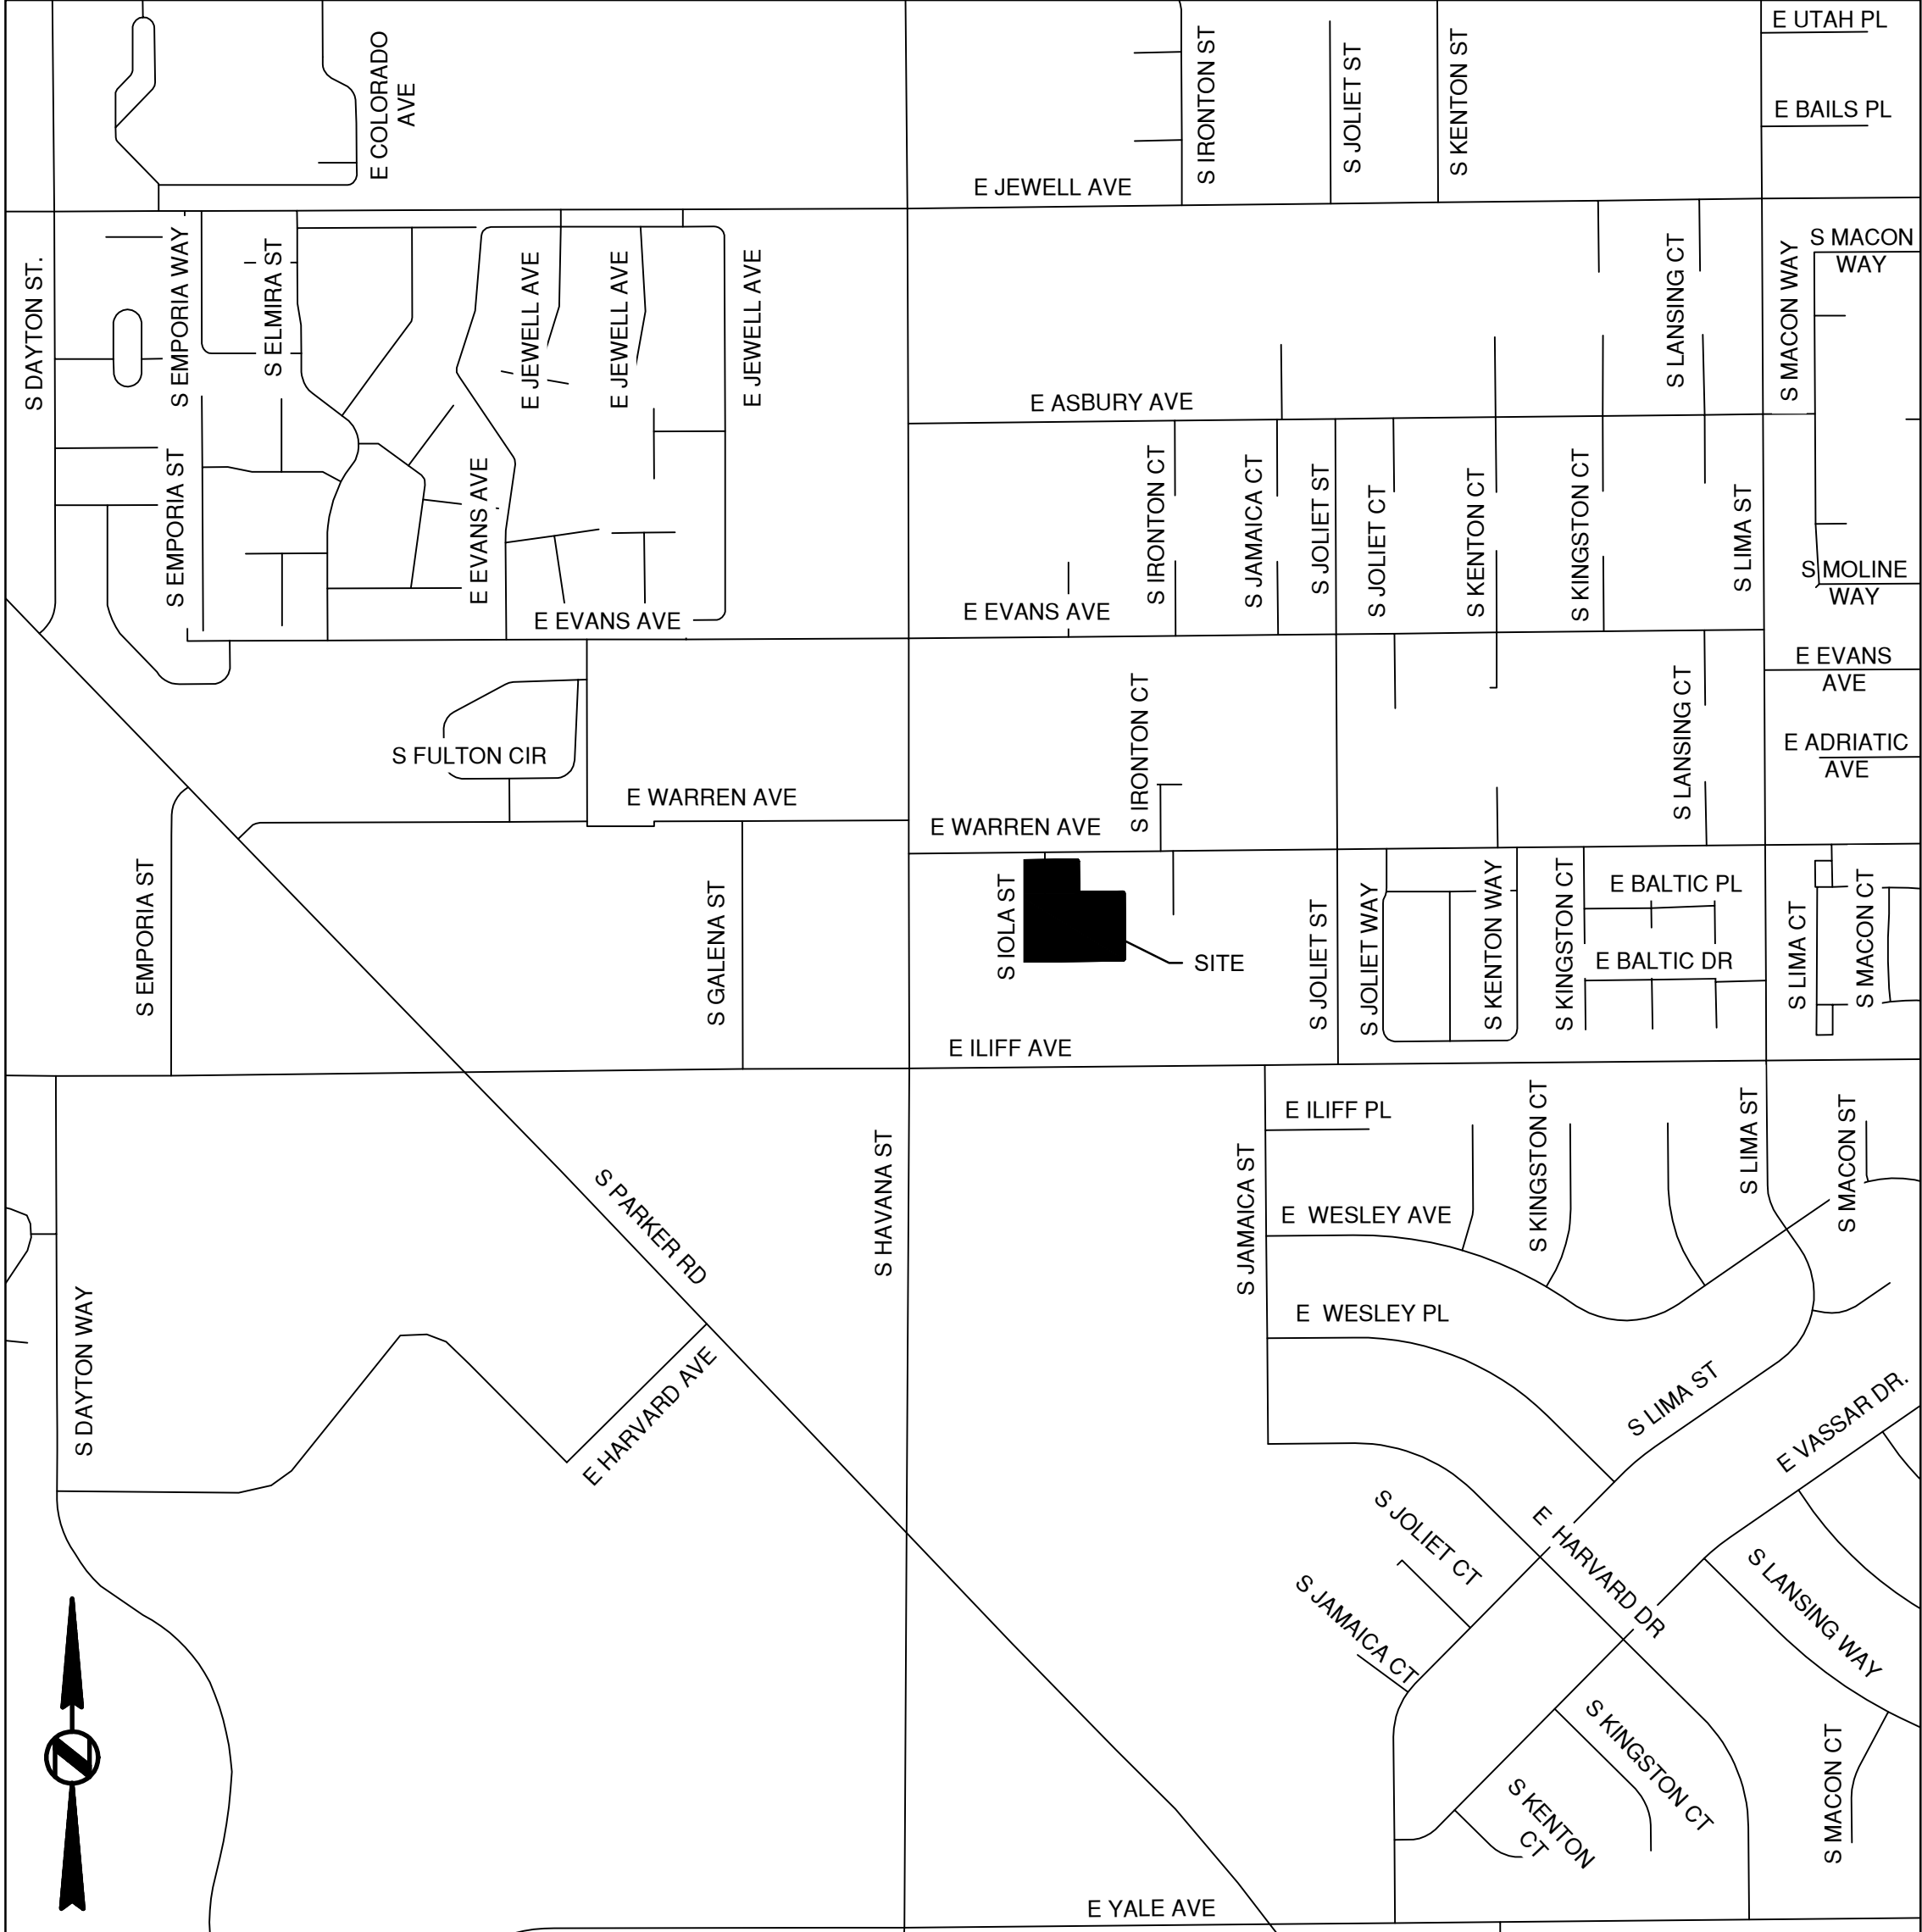 E UTAH PL
E COLORADO
AVE
S IRONTON ST
S JOLIET ST
S KENTON ST
E BAILS PL
E JEWELL AVE
S DAYTON ST.
S EMPORIA WAY
S ELMIRA ST
E JEWELL AVE
E JEWELL AVE
E JEWELL AVE
S LANSING CT
S MACON WAY
S MACON
WAY
E ASBURY AVE
S EMPORIA ST
E EVANS AVE
S IRONTON CT
S JAMAICA CT
S JOLIET ST
S JOLIET CT
S KENTON CT
S KINGSTON CT
S LIMA ST
S MOLINE
WAY
E EVANS AVE
E EVANS AVE
E EVANS
AVE
S FULTON CIR
S IRONTON CT
S LANSING CT
E ADRIATIC
AVE
E WARREN AVE
E WARREN AVE
S EMPORIA ST
S GALENA ST
S IOLA ST
SITE
S JOLIET ST
S JOLIET WAY
S KENTON WAY
S KINGSTON CT
E BALTIC PL
E BALTIC DR
S LIMA CT
S MACON CT
E ILIFF AVE
E ILIFF PL
S KINGSTON CT
S LIMA ST
S MACON ST
S PARKER RD
S HAVANA ST
S JAMAICA ST
E WESLEY AVE
E WESLEY PL
S DAYTON WAY
E HARVARD AVE
S LIMA ST
E VASSAR DR.
S JOLIET CT
E HARVARD DR
S JAMAICA CT
S LANSING WAY
S KINGSTON CT
S KENTON
CT
S MACON CT
N
E YALE AVE